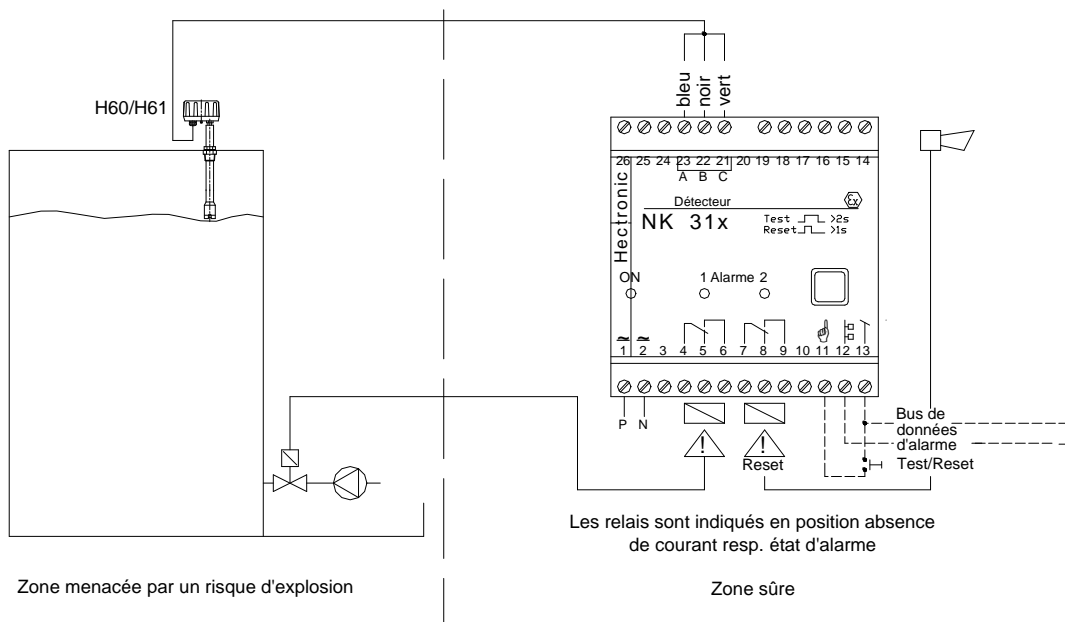 bleu
noir
vert
H60/H61
26 25 24 23 22 21 20 19 18 17 16 15 14
A B C
Hectronic
Détecteur
Ex
NK 31x
Test >2s
Reset >1s
ON
1 Alarme 2
1 2 3 4 5 6 7 8 9 10 11 12 13
P N
!
!
Reset
Bus de
données
d'alarme
Test/Reset
Les relais sont indiqués en position absence
de courant resp. état d'alarme
Zone menacée par un risque d'explosion
Zone sûre